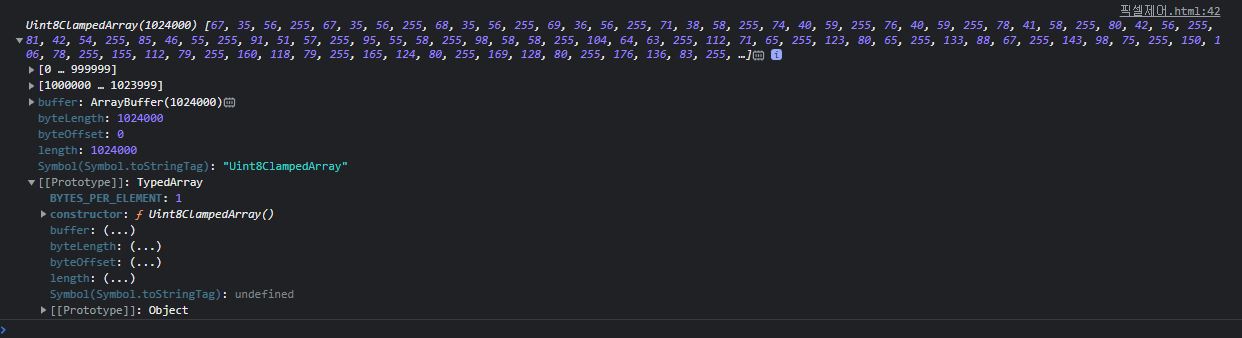 픽셀제어.html:42
Uint8ClampedArray(1024000) [67, 35, 56, 255, 67, 35, 56, 255, 68, 35, 56, 255, 69, 36, 56, 255, 71, 38, 58, 255, 74, 40, 59, 255, 76, 40, 59, 255, 78, 41, 58, 255, 80, 42, 56, 255,
81, 42, 54, 255, 85, 46, 55, 255, 91, 51, 57, 255, 95, 55, 58, 255, 98, 58, 58, 255, 104, 64, 63, 255, 112, 71, 65, 255, 123, 80, 65, 255, 133, 88, 67, 255, 143, 98, 75, 255, 150, 1
06, 78, 255, 155, 112, 79, 255, 160, 118, 79, 255, 165, 124, 80, 255, 169, 128, 80, 255, 176, 136, 83, 255, …]
[0 … 999999]
[1000000 … 1023999]
buffer: ArrayBuffer(1024000)
byteLength: 1024000
byteOffset: 0
length: 1024000
Symbol(Symbol.toStringTag): "Uint8ClampedArray"
[[Prototype]]: TypedArray
BYTES_PER_ELEMENT: 1
constructor: ƒ Uint8ClampedArray()
buffer: (...)
byteLength: (...)
byteOffset: (...)
length: (...)
Symbol(Symbol.toStringTag): undefined
[[Prototype]]: Object